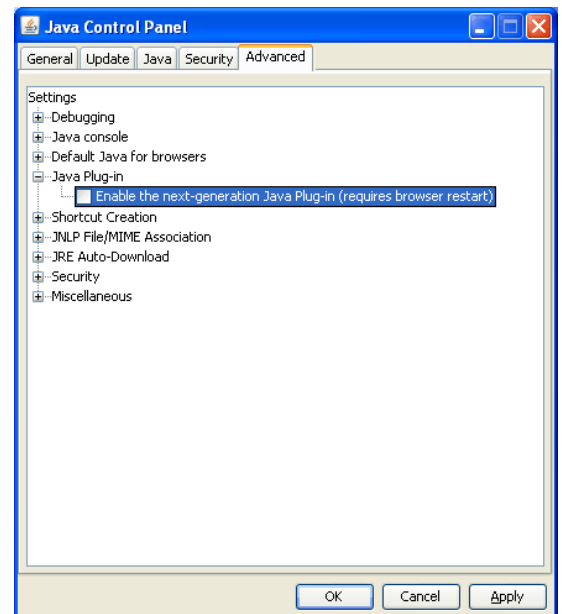 Java Control Panel
General Update Java Security Advanced
Settings
Debugging
Java console
Default Java for browsers
Java Plug-in
Enable the next-generation Java Plug-in (requires browser restart)
Shortcut Creation
JNLP File/MIME Association
JRE Auto-Download
Security
Miscellaneous
OK Cancel Apply